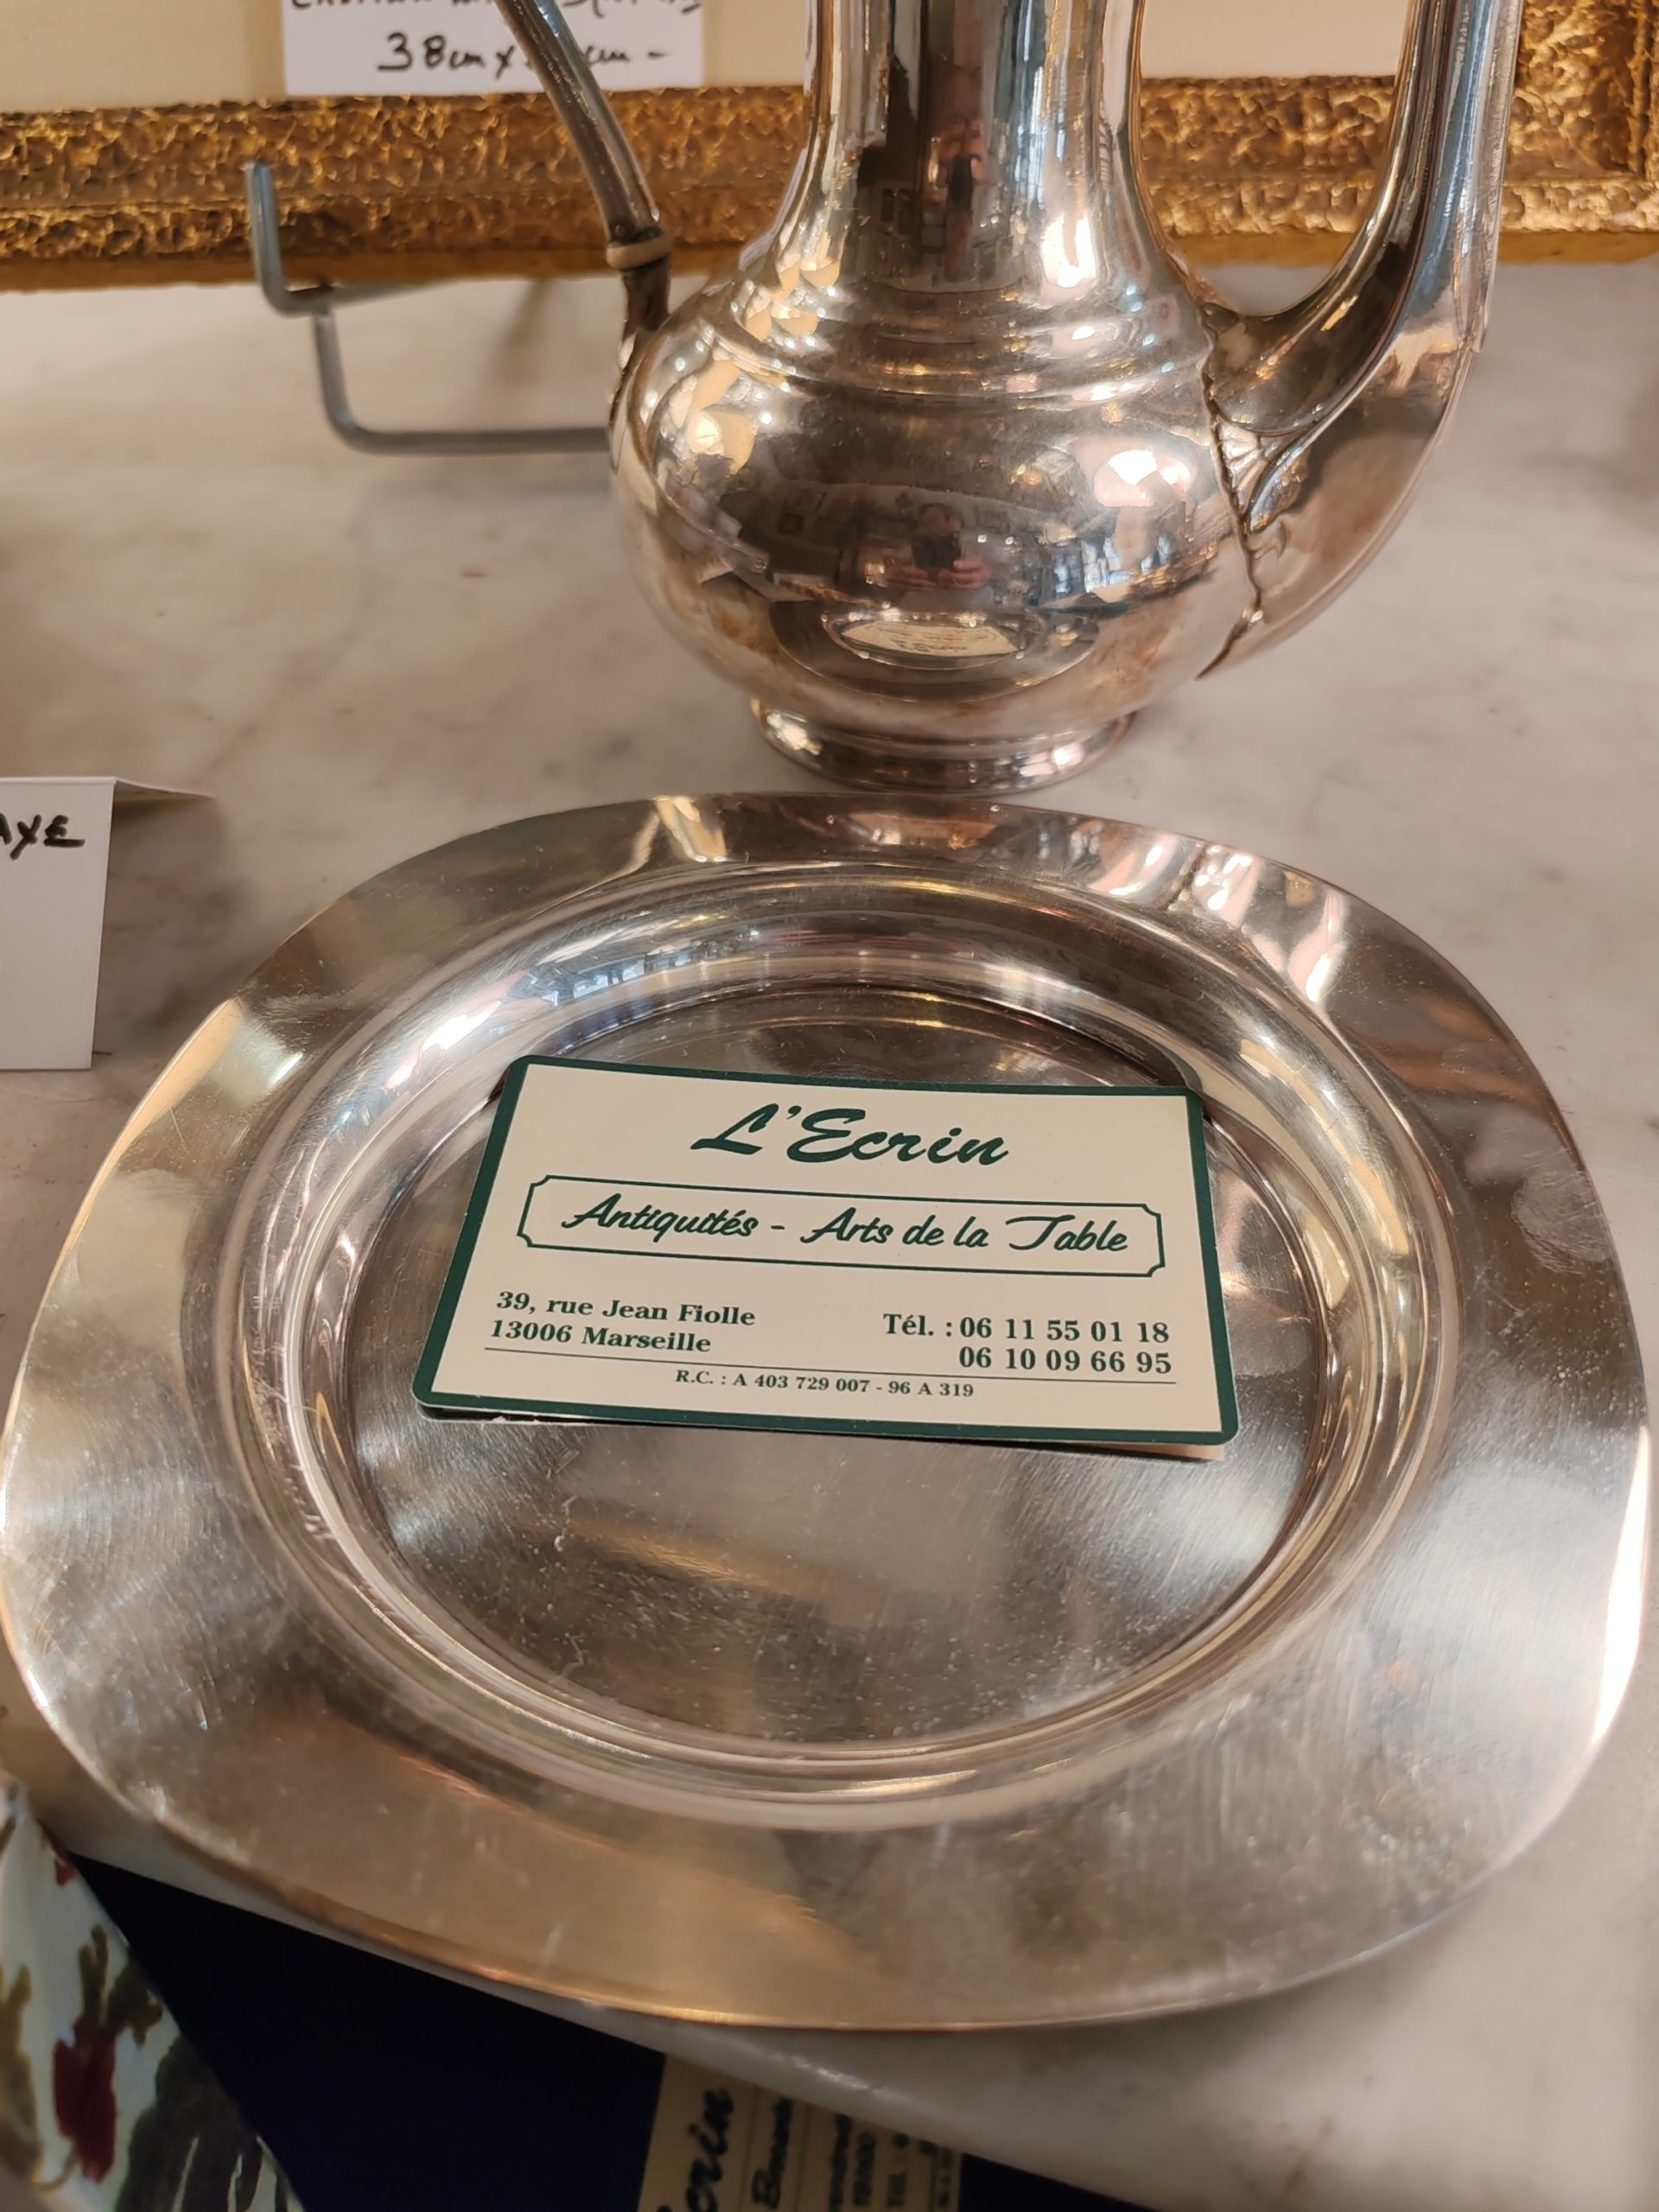 38cm x
L'Ecrin
Antiquités - Arts de la Table
39, rue Jean Fiolle
13006 Marseille
Tél. : 06 11 55 01 18
06 10 09 66 95
R.C. : A 403 729 007 - 96 A 319